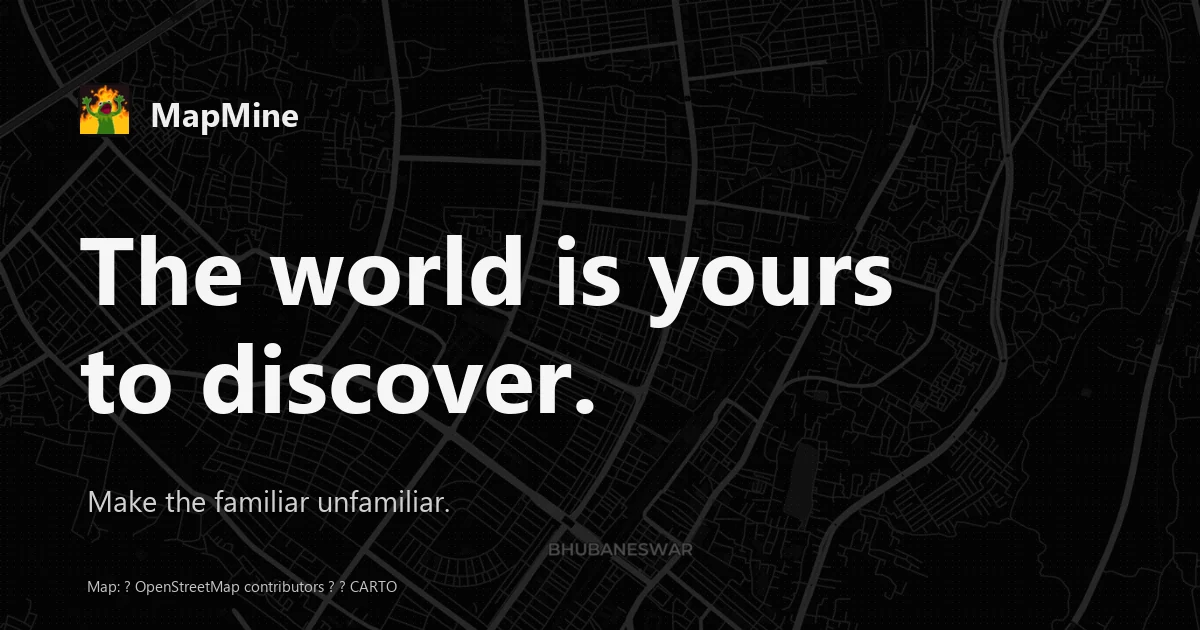 MapMine
The world is yours
to discover.
Make the familiar unfamiliar.
BHUBANESWAR
Map: ? OpenStreetMap contributors ? ? CARTO